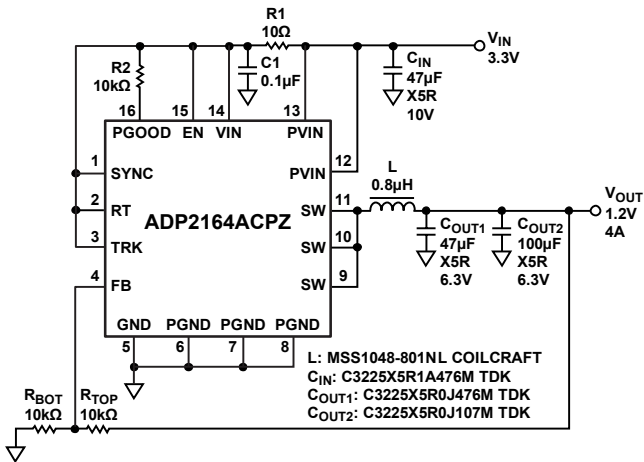 R1
10Ω
VIN
3.3V
R2
10kΩ
C1
0.1µF
CIN
47µF
X5R
10V
16
15
14
13
PGOOD
EN
VIN
PVIN
1
SYNC
PVIN
12
2
RT
SW
11
L
0.8µH
VOUT
1.2V
4A
ADP2164ACPZ
3
TRK
SW
10
COUT1
47µF
X5R
6.3V
COUT2
100µF
X5R
6.3V
4
FB
SW
9
GND
PGND
PGND
PGND
5
6
7
8
L: MSS1048-801NL COILCRAFT
CIN: C3225X5R1A476M TDK
COUT1: C3225X5R0J476M TDK
COUT2: C3225X5R0J107M TDK
RBOT
10kΩ
RTOP
10kΩ